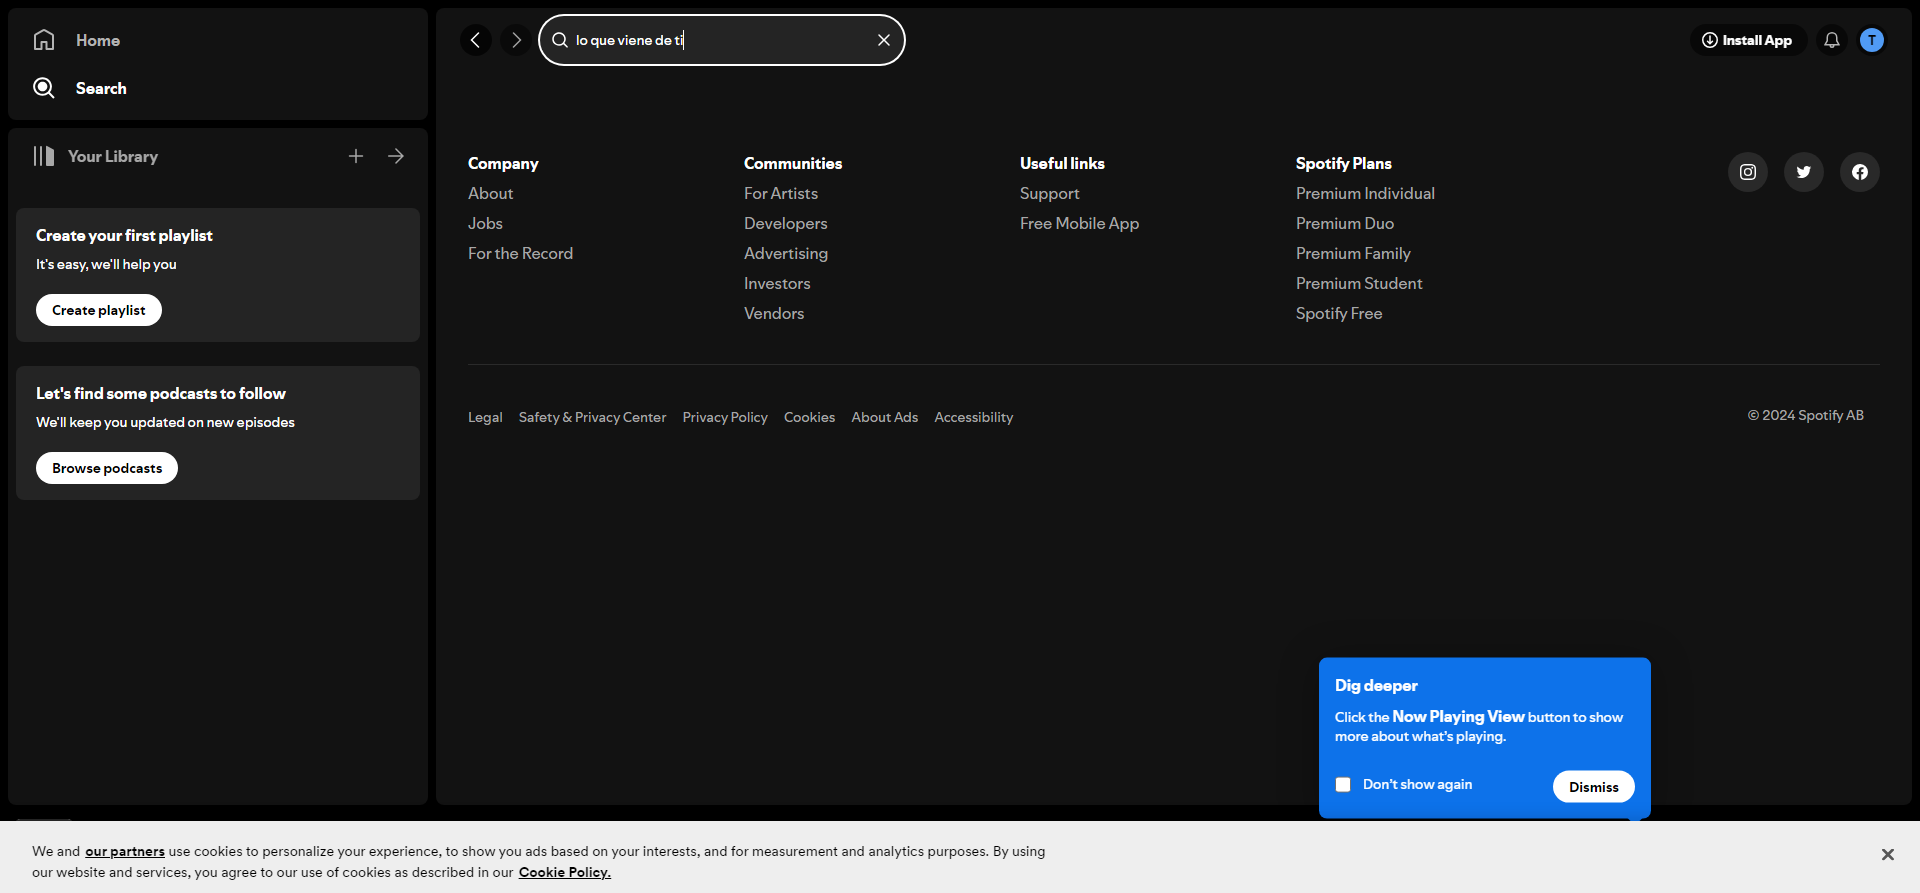 Home
Search
Your Library
Create your first playlist
It's easy, we'll help you
Create playlist
Let's find some podcasts to follow
We'll keep you updated on new episodes
Browse podcasts
lo que viene de ti
Install App
T
Company
About
Jobs
For the Record
Communities
For Artists
Developers
Advertising
Investors
Vendors
Useful links
Support
Free Mobile App
Spotify Plans
Premium Individual
Premium Duo
Premium Family
Premium Student
Spotify Free
Legal Safety & Privacy Center Privacy Policy Cookies About Ads Accessibility
© 2024 Spotify AB
Dig deeper
Click the Now Playing View button to show
more about what's playing.
Don't show again
Dismiss
We and our partners use cookies to personalize your experience, to show you ads based on your interests, and for measurement and analytics purposes. By using
our website and services, you agree to our use of cookies as described in our Cookie Policy.